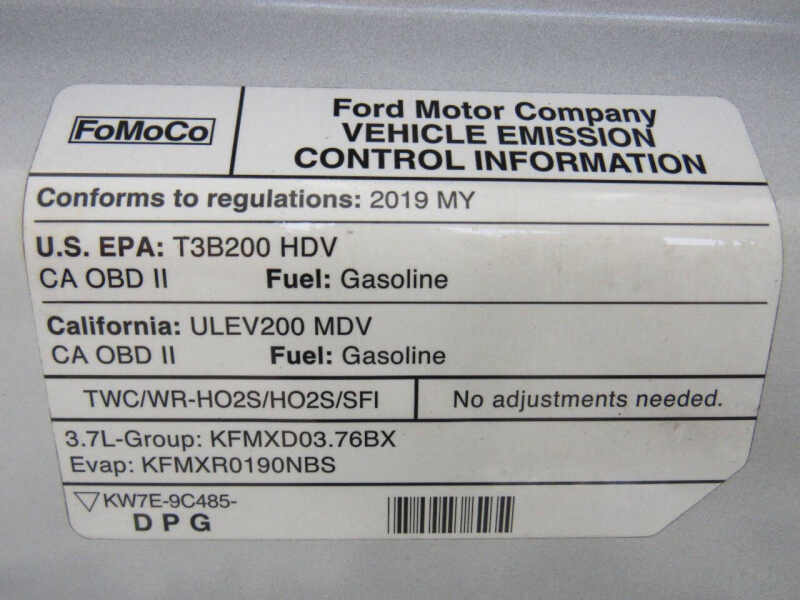 FoMoCo
Ford Motor Company
VEHICLE EMISSION
CONTROL INFORMATION
Conforms to regulations: 2019 MY
U.S. EPA: T3B200 HDV
CA OBD II Fuel: Gasoline
California: ULEV200 MDV
CA OBD II Fuel: Gasoline
TWC/WR-HO2S/HO2S/SFI No adjustments needed.
3.7L-Group: KFMXD03.76BX
Evap: KFMXR0190NBS
KW7E-9C485-
D P G